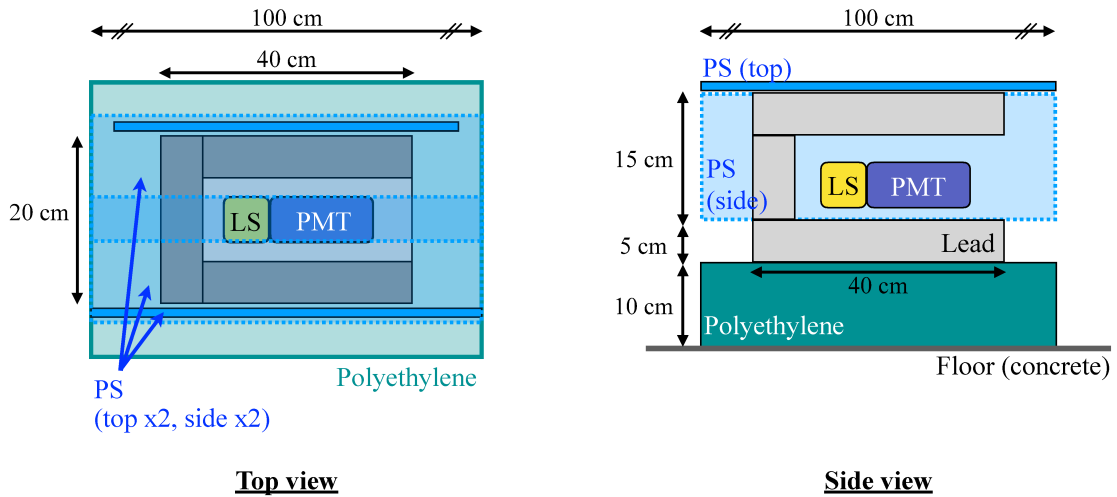 100 cm
40 cm
20 cm
LS
PMT
Polyethylene
PS
(top x2, side x2)
Top view
100 cm
PS (top)
15 cm
PS
(side)
LS
PMT
5 cm
Lead
40 cm
10 cm
Polyethylene
Floor (concrete)
Side view